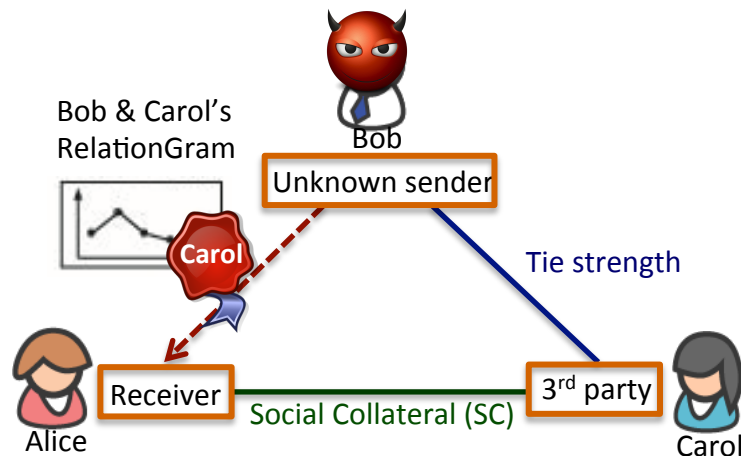 Bob
Bob & Carol’s
RelationGram
Unknown sender
Carol
Tie strength
Receiver
3rd party
Social Collateral (SC)
Alice
Carol